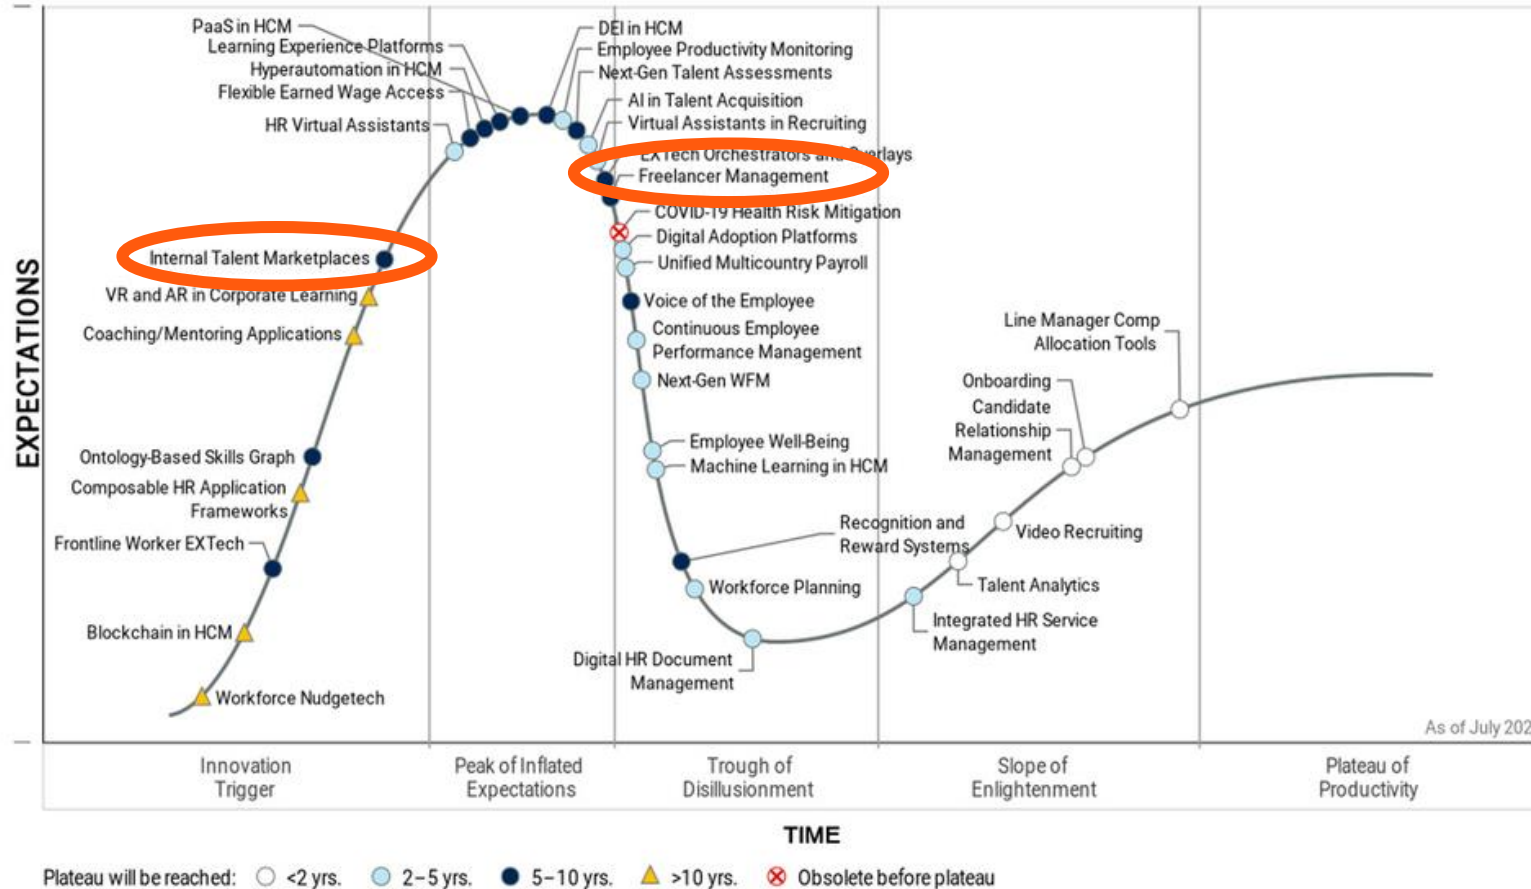 PaaS in HCM
Learning Experience Platforms
Hyperautomation in HCM
Flexible Earned Wage Access
HR Virtual Assistants
DEI in HCM
Employee Productivity Monitoring
Next-Gen Talent Assessments
AI in Talent Acquisition
Virtual Assistants in Recruiting
EXTech Orchestrators and Overlays
Freelancer Management
COVID-19 Health Risk Mitigation
Digital Adoption Platforms
Unified Multicountry Payroll
Voice of the Employee
Continuous Employee
Performance Management
Next-Gen WFM
Employee Well-Being
Machine Learning in HCM
Internal Talent Marketplaces
VR and AR in Corporate Learning
Coaching/Mentoring Applications
Ontology-Based Skills Graph
Composable HR Application
Frameworks
Frontline Worker EXTech
Blockchain in HCM
Workforce Nudgetech
Recognition and
Reward Systems
Workforce Planning
Digital HR Document
Management
Line Manager Comp
Allocation Tools
Onboarding
Candidate
Relationship
Management
Video Recruiting
Talent Analytics
Integrated HR Service
Management
EXPECTATIONS
As of July 202
Innovation
Trigger
Peak of Inflated
Expectations
Trough of
Disillusionment
Slope of
Enlightenment
Plateau of
Productivity
TIME
Plateau will be reached: <2 yrs. 2–5 yrs. 5–10 yrs. >10 yrs. Obsolete before plateau